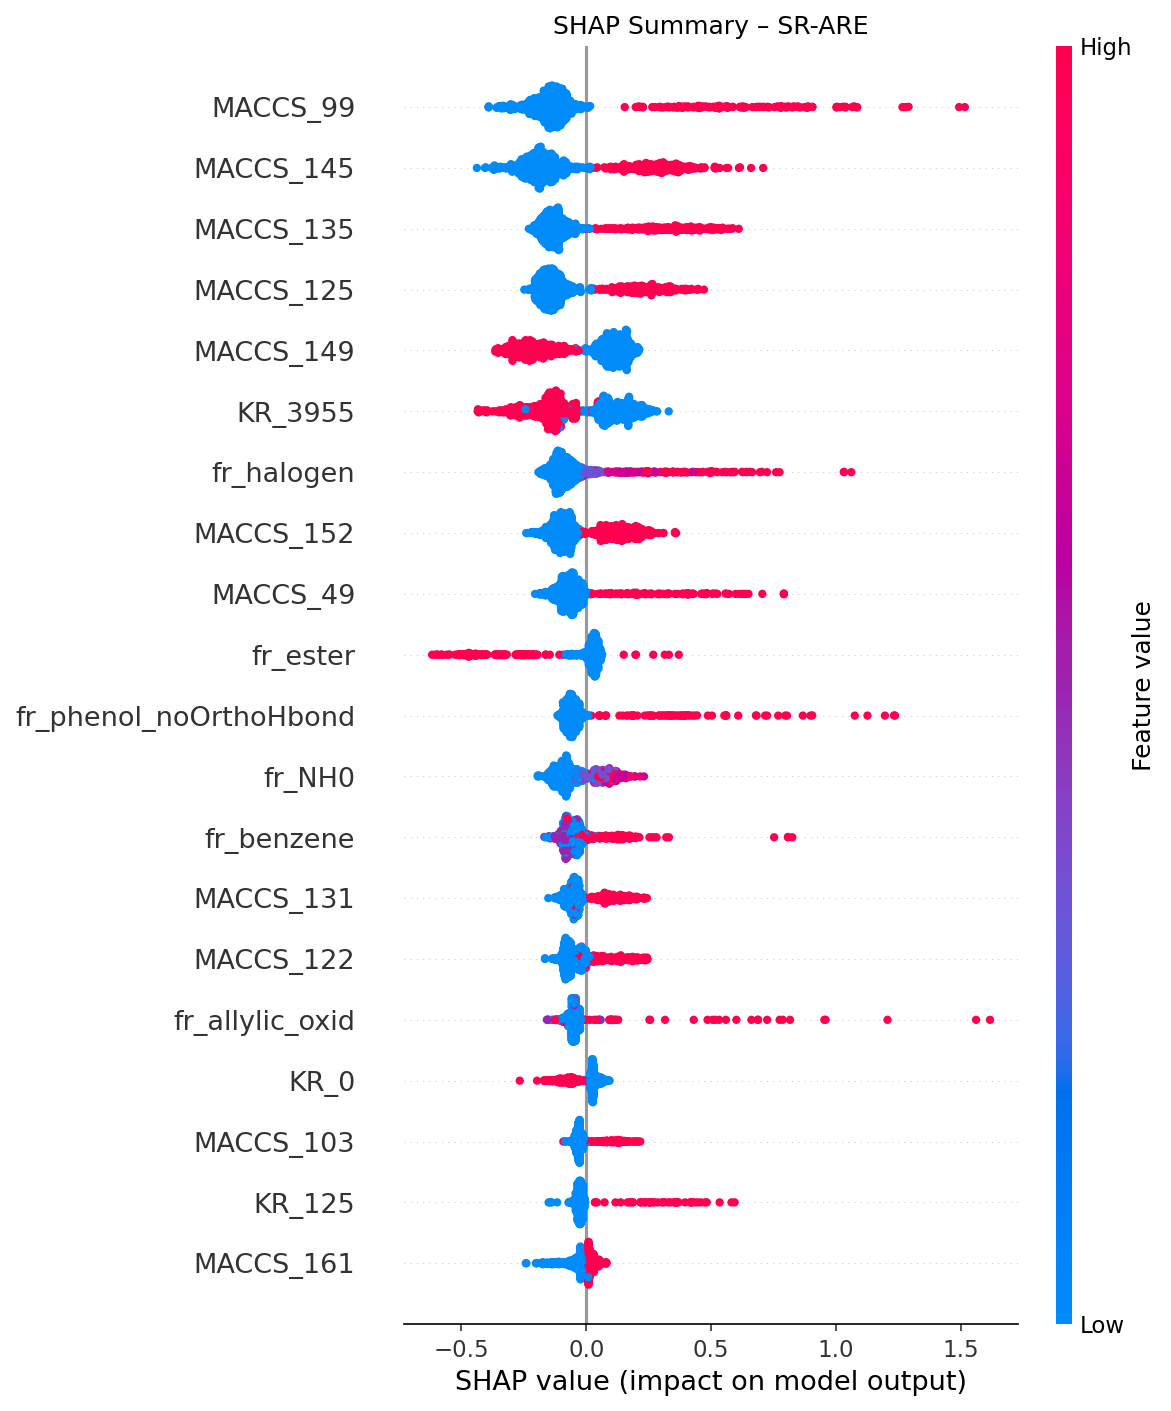 SHAP Summary – SR-ARE
High
MACCS_99
MACCS_145
MACCS_135
MACCS_125
MACCS_149
KR_3955
fr_halogen
MACCS_152
MACCS_49
fr_ester
fr_phenol_noOrthoHbond
fr_NH0
fr_benzene
MACCS_131
MACCS_122
fr_allylic_oxid
KR_0
MACCS_103
KR_125
MACCS_161
Feature value
Low
−0.5 0.0 0.5 1.0 1.5
SHAP value (impact on model output)